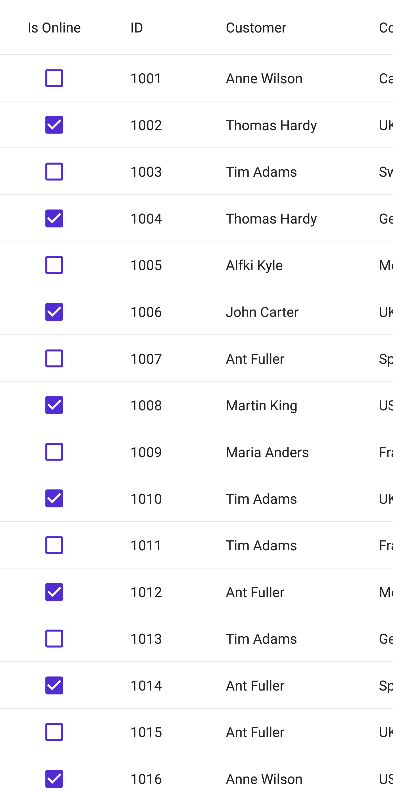 Is Online ID Customer Co
1001 Anne Wilson Ca
1002 Thomas Hardy UK
1003 Tim Adams Sw
1004 Thomas Hardy Ge
1005 Alfki Kyle Me
1006 John Carter UK
1007 Ant Fuller Sp
1008 Martin King US
1009 Maria Anders Fra
1010 Tim Adams UK
1011 Tim Adams Fra
1012 Ant Fuller Me
1013 Tim Adams Ge
1014 Ant Fuller Sp
1015 Ant Fuller UK
1016 Anne Wilson US